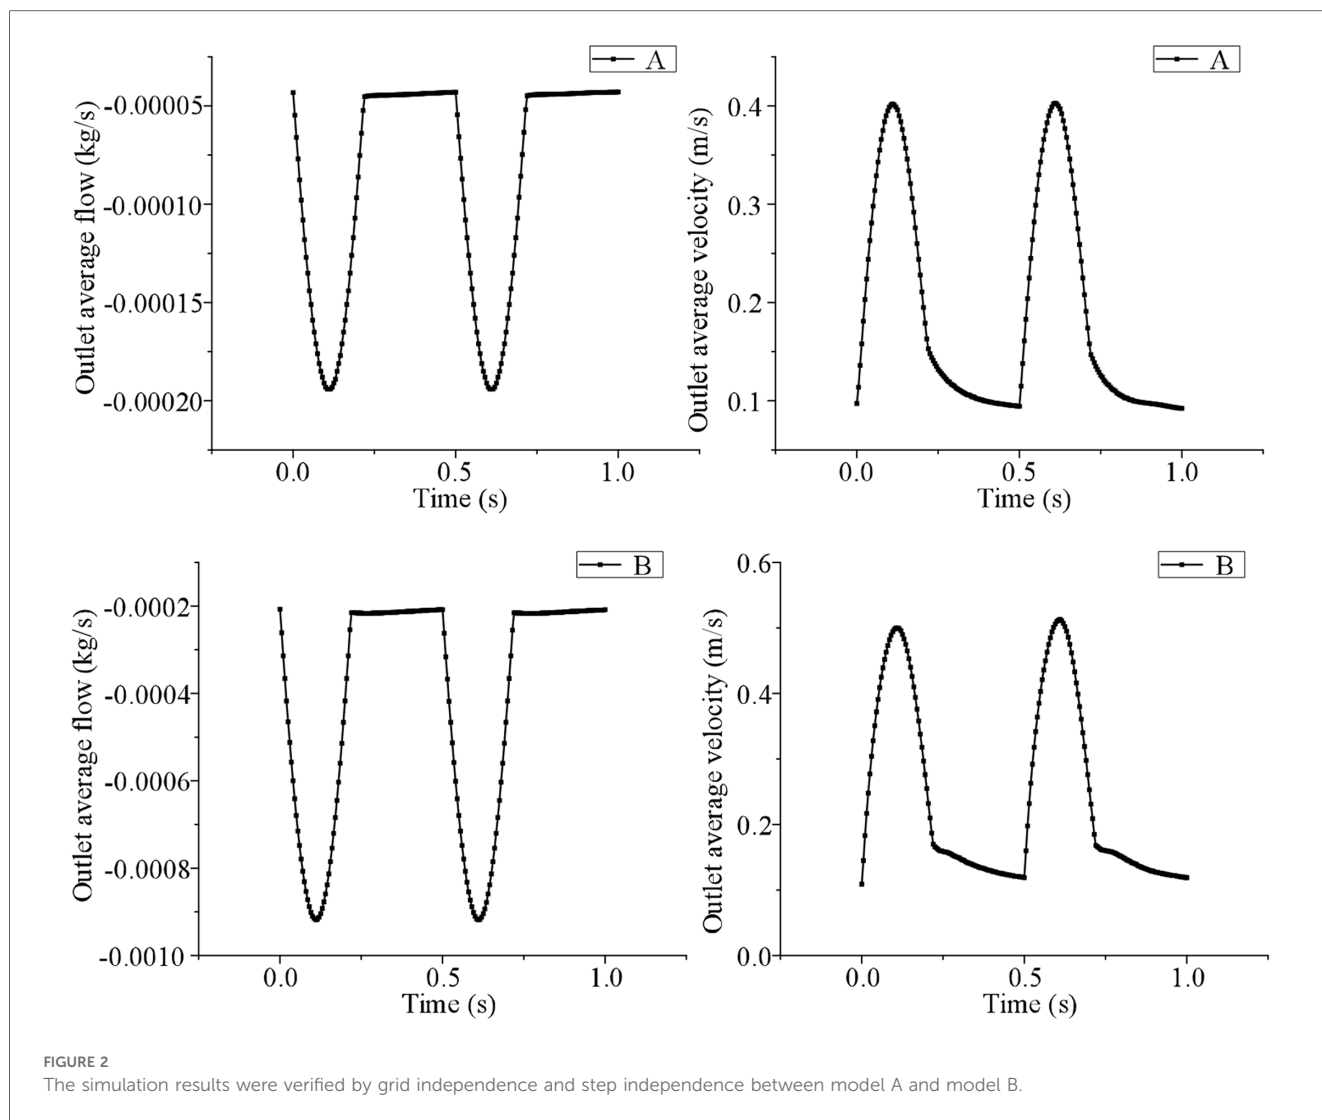 A
Outlet average flow (kg/s)
-0.00005
-0.00010
-0.00015
-0.00020
0.0 0.5 1.0
Time (s)
A
Outlet average velocity (m/s)
0.4
0.3
0.2
0.1
0.0 0.5 1.0
Time (s)
B
Outlet average flow (kg/s)
-0.0002
-0.0004
-0.0006
-0.0008
-0.0010
0.0 0.5 1.0
Time (s)
B
Outlet average velocity (m/s)
0.6
0.4
0.2
0.0
0.0 0.5 1.0
Time (s)
FIGURE 2
The simulation results were verified by grid independence and step independence between model A and model B.